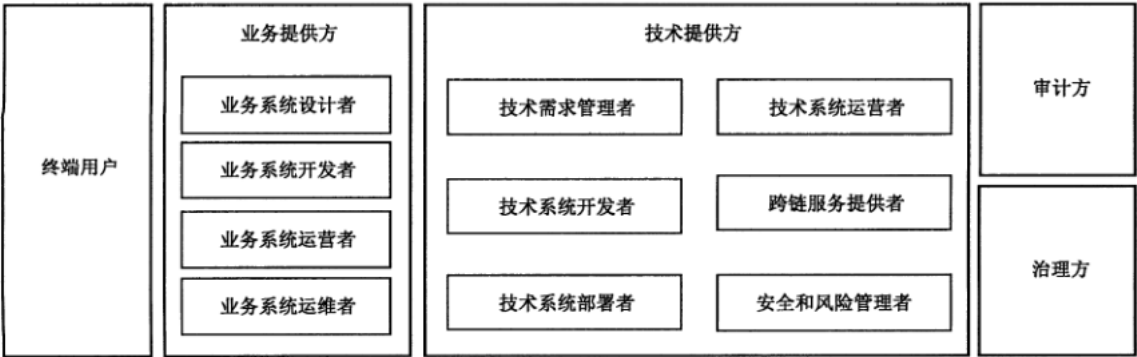 终端用户
业务提供方
业务系统设计者
业务系统开发者
业务系统运营者
业务系统运维者
技术提供方
技术需求管理者
技术系统运营者
技术系统开发者
跨链服务提供者
技术系统部署者
安全和风险管理者
审计方
治理方